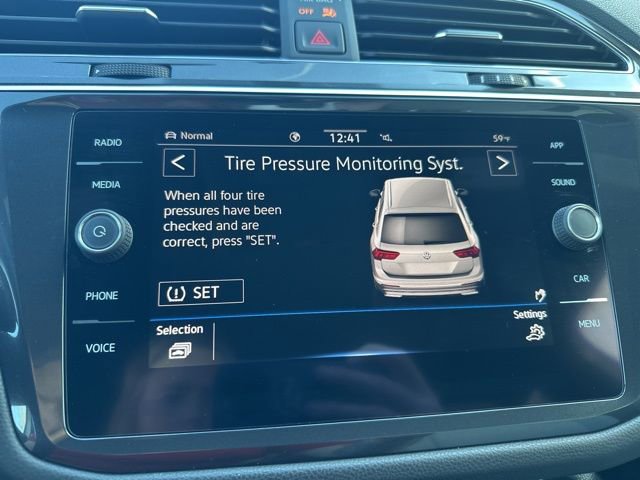 OFF
RADIO
MEDIA
PHONE
VOICE
Normal
12:41
59°F
Tire Pressure Monitoring Syst.
When all four tire
pressures have been
checked and are
correct, press "SET".
SET
Selection
Settings
APP
SOUND
CAR
MENU